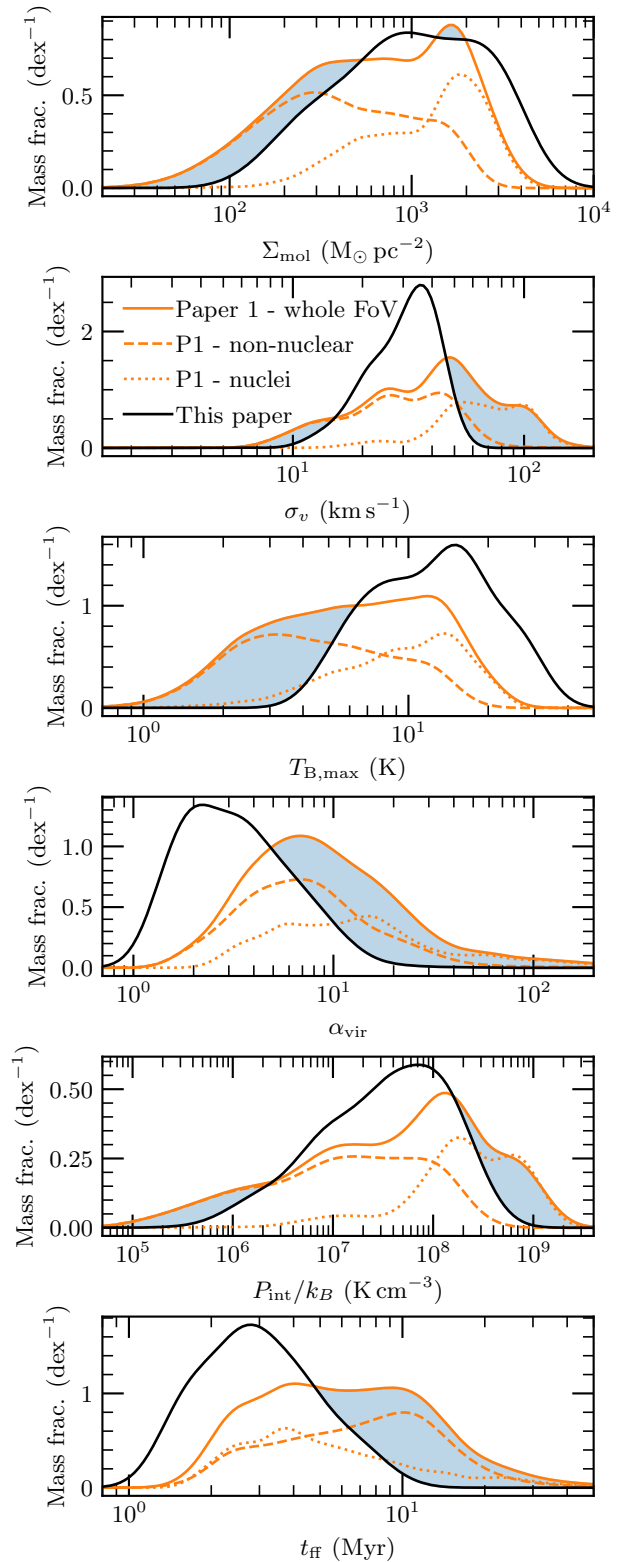 Mass frac. (dex⁻¹)
0.5
0.0
10² 10³ 10⁴
Σ_mol (M_⊙ pc⁻²)
Mass frac. (dex⁻¹)
2
0
Paper 1 - whole FoV
P1 - non-nuclear
P1 - nuclei
This paper
10¹ 10²
σ_v (km s⁻¹)
Mass frac. (dex⁻¹)
1
0
10⁰ 10¹
T_B,max (K)
Mass frac. (dex⁻¹)
1.0
0.5
0.0
10⁰ 10¹ 10²
α_vir
Mass frac. (dex⁻¹)
0.50
0.25
0.00
10⁵ 10⁶ 10⁷ 10⁸ 10⁹
P_int/k_B (K cm⁻³)
Mass frac. (dex⁻¹)
1
0
10⁰ 10¹
t_ff (Myr)